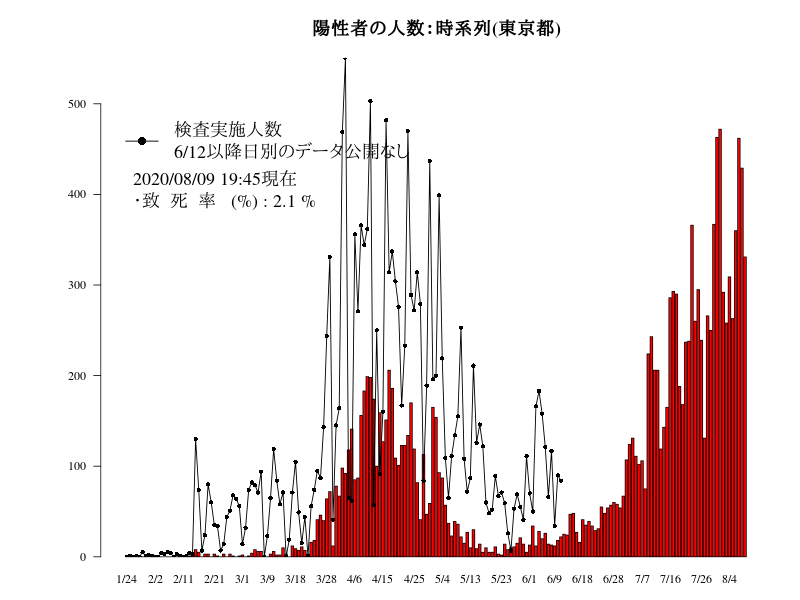 陽性者の人数：時系列(東京都)
検査実施人数
6/12以降日別のデータ公開なし
2020/08/09 19:45現在
・致 死 率 (%) : 2.1 %
500
400
300
200
100
0
1/24 2/2 2/11 2/21 3/1 3/9 3/18 3/28 4/6 4/15 4/25 5/4 5/13 5/23 6/1 6/9 6/18 6/28 7/7 7/16 7/26 8/4